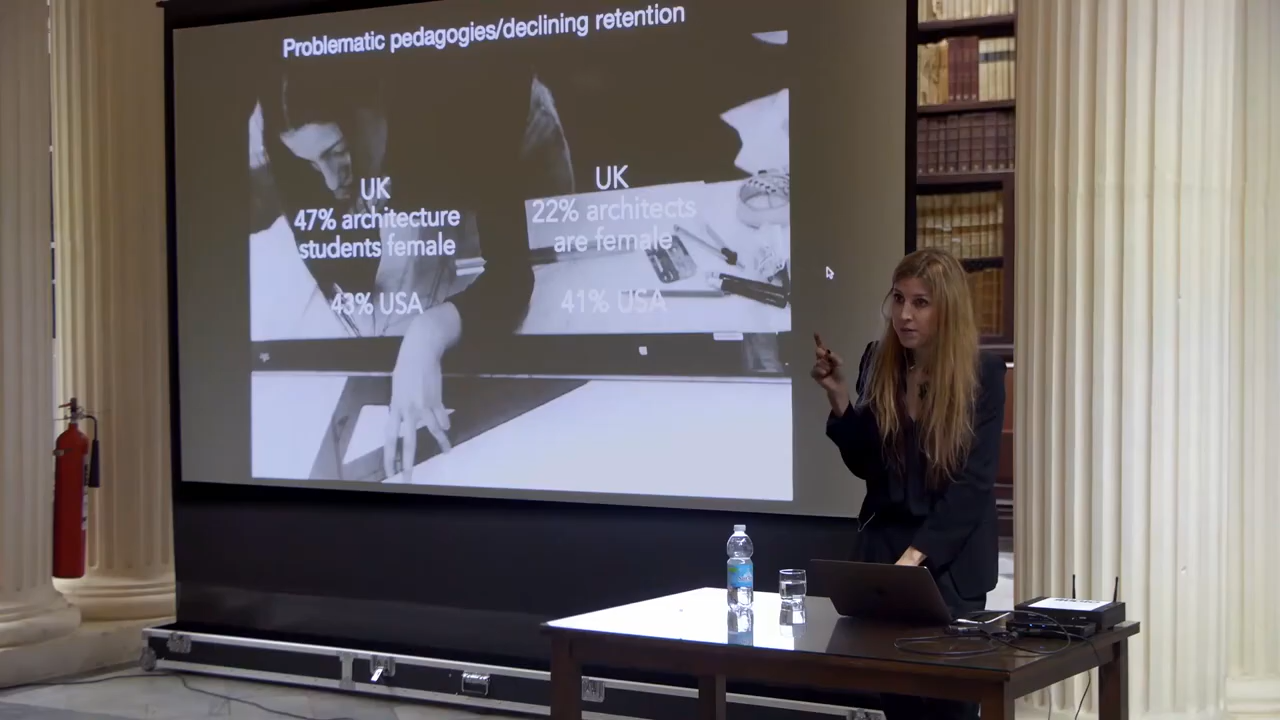 Problematic pedagogies/declining retention
UK
47% architecture
students female
43% USA
UK
22% architects
are female
41% USA